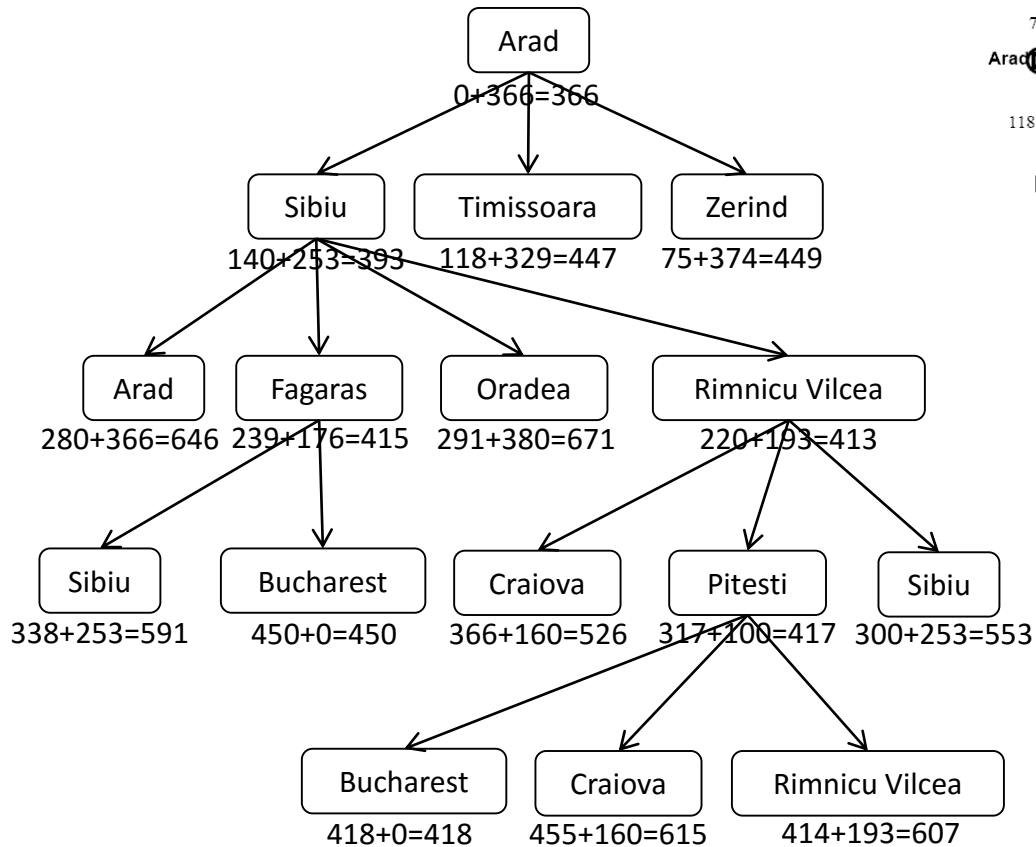 7
Arad
Arad
0+366=366
118
Sibiu
Timissoara
Zerind
140+253=393
118+329=447
75+374=449
Arad
Fagaras
Oradea
Rimnicu Vilcea
280+366=646
239+176=415
291+380=671
220+193=413
Sibiu
Bucharest
Craiova
Pitesti
Sibiu
338+253=591
450+0=450
366+160=526
317+100=417
300+253=553
Bucharest
Craiova
Rimnicu Vilcea
418+0=418
455+160=615
414+193=607